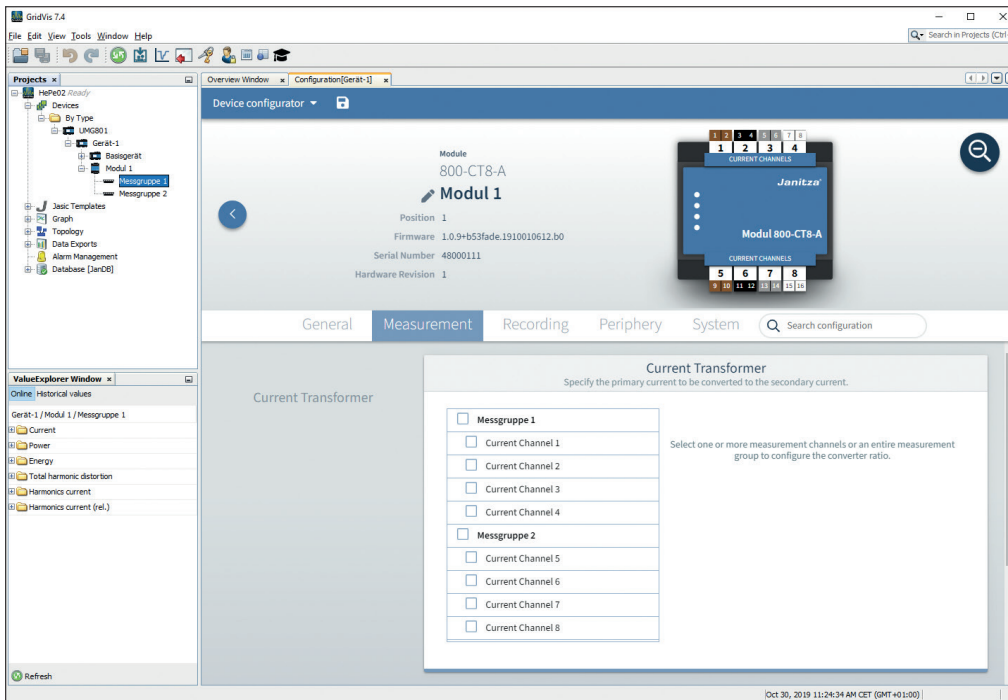 GridVis 7.4
File Edit View Tools Window Help
Search in Projects (Ctrl
Projects
HePe02 Ready
Devices
By Type
UMG801
Gerät-1
Basisgerät
Modul 1
Messgruppe 1
Messgruppe 2
Jasic Templates
Graph
Topology
Data Exports
Alarm Management
Database [JanDB]
ValueExplorer Window
Online Historical values
Gerät-1 / Modul 1 / Messgruppe 1
Current
Power
Energy
Total harmonic distortion
Harmonics current
Harmonics current (rel.)
Refresh
Overview Window Configuration[Gerät-1]
Device configurator
Module
800-CT8-A
Modul 1
Position 1
Firmware 1.0.9+b53fade.1910010612.b0
Serial Number 48000111
Hardware Revision 1
1 2 3 4 5 6 7 8
1 2 3 4
CURRENT CHANNELS
Janitza
Modul 800-CT8-A
CURRENT CHANNELS
5 6 7 8
9 10 11 12 13 14 15 16
General Measurement Recording Periphery System Search configuration
Current Transformer
Current Transformer
Specify the primary current to be converted to the secondary current.
Messgruppe 1
Current Channel 1
Current Channel 2
Current Channel 3
Current Channel 4
Messgruppe 2
Current Channel 5
Current Channel 6
Current Channel 7
Current Channel 8
Select one or more measurement channels or an entire measurement
group to configure the converter ratio.
Oct 30, 2019 11:24:34 AM CET (GMT+01:00)